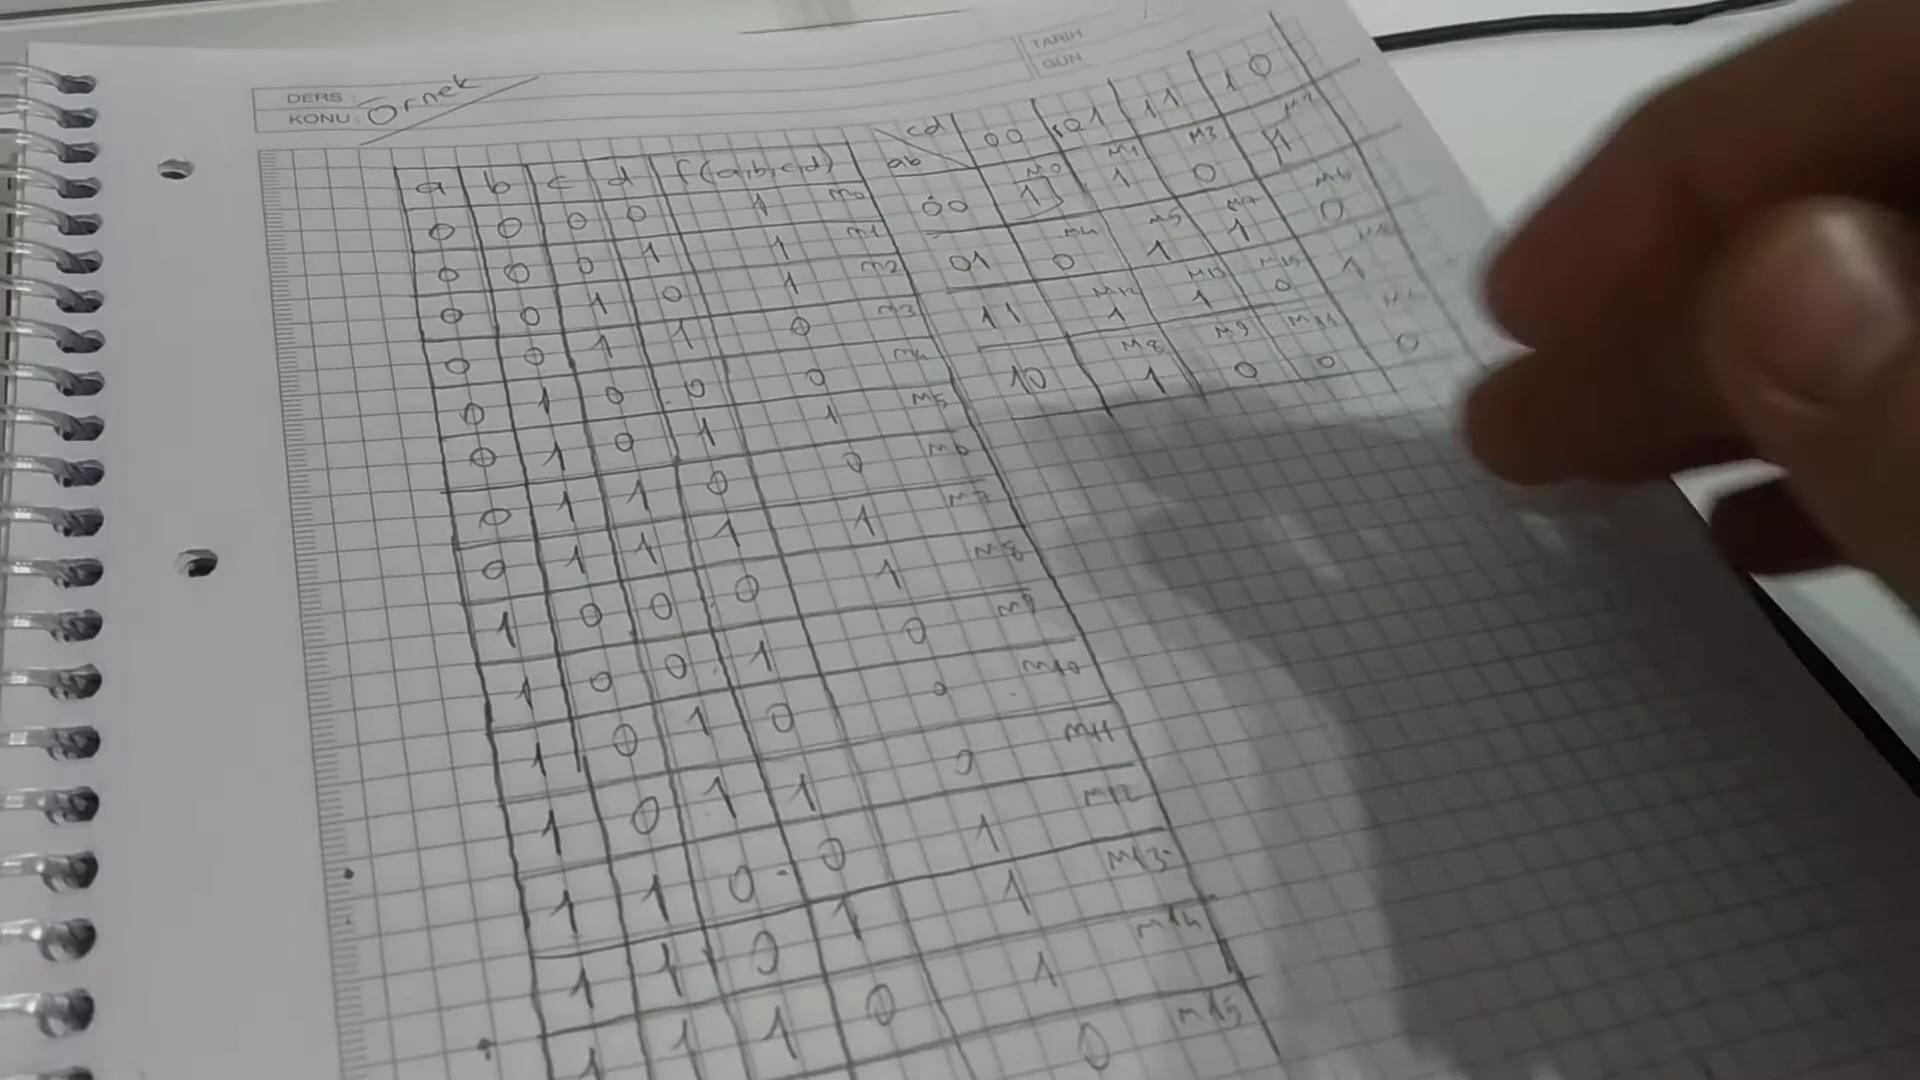 DERS :
KONU : Örnek
TARİH
GÜN
a b c d f(a,b,c,d)
0 0 0 0 1 m0
0 0 0 1 1 m1
0 0 1 0 1 m2
0 0 1 1 0 m3
0 1 0 0 0 m4
0 1 0 1 1 m5
0 1 1 0 0 m6
0 1 1 1 1 m7
1 0 0 0 1 m8
1 0 0 1 0 m9
1 0 1 0 0 m10
1 0 1 1 0 m11
1 1 0 0 1 m12
1 1 0 1 1 m13
1 1 1 0 1 m14
0 m15
cd 00 01 11 10
ab
00 m0 1 m1 1 m3 0 m2 1
01 m4 0 m5 1 m7 1 m6 0
11 m12 1 m13 1 m15 0 1
10 m8 1 m9 0 m11 0 0